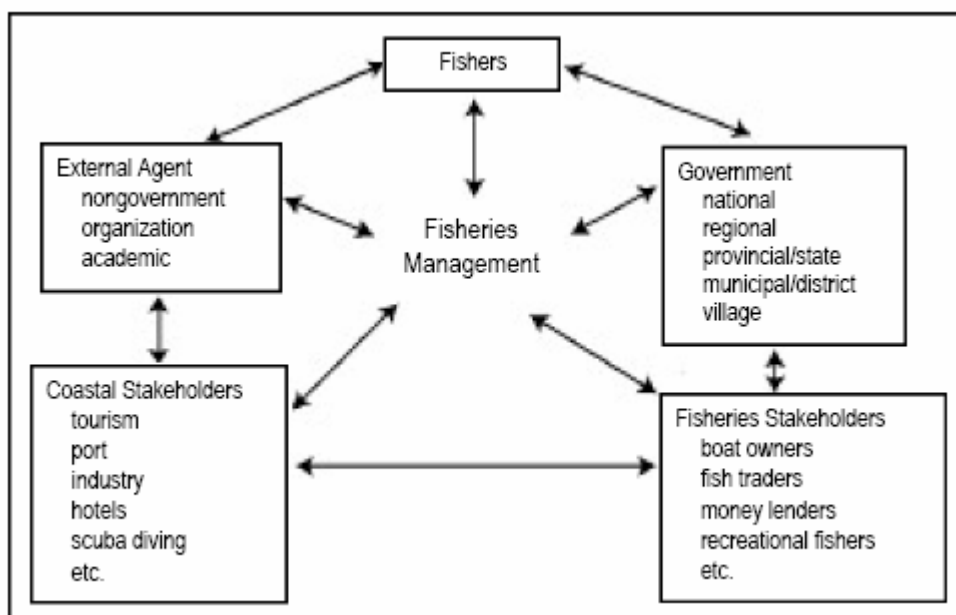 Fishers
External Agent
nongovernment
organization
academic
Government
national
regional
provincial/state
municipal/district
village
Fisheries
Management
Coastal Stakeholders
tourism
port
industry
hotels
scuba diving
etc.
Fisheries Stakeholders
boat owners
fish traders
money lenders
recreational fishers
etc.